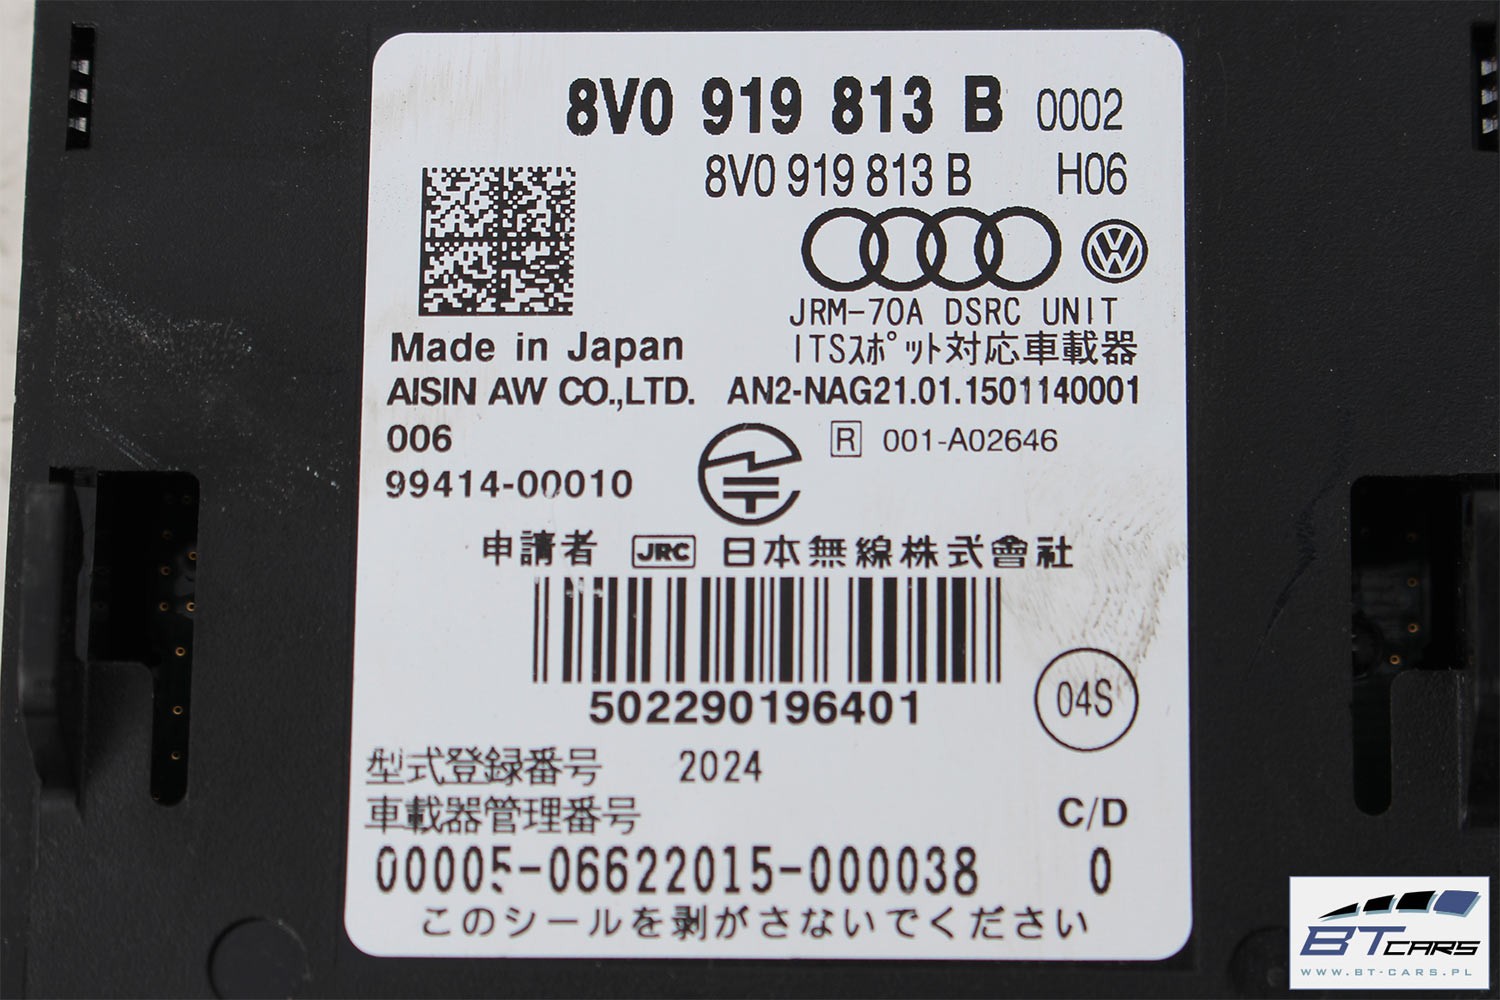 8V0 919 813 B 0002
8V0 919 813 B H06
JRM-70A DSRC UNIT
ITSスポット対応車載器
Made in Japan
AISIN AW CO.,LTD. AN2-NAG21.01.1501140001
006 R 001-A02646
99414-00010
申請者 JRC 日本無線株式會社
502290196401
04S
型式登録番号 2024
車載器管理番号 C/D
00005-06622015-000038 0
このシールを剥がさないでください
BT CARS
WWW.BT-CARS.PL